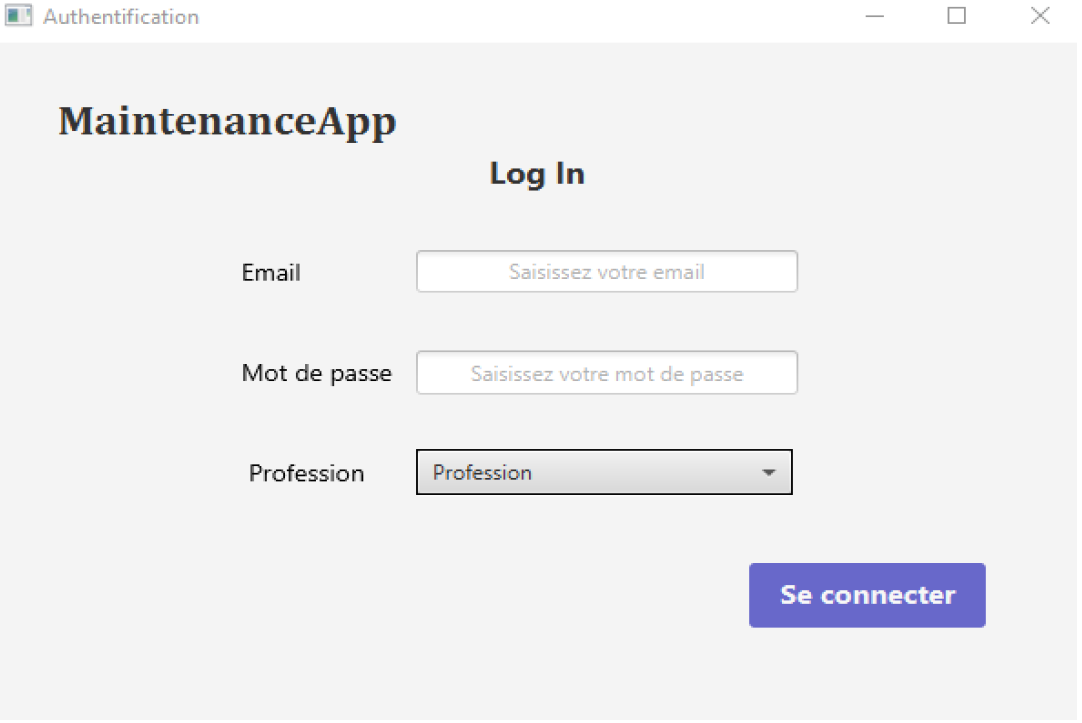 Authentification
MaintenanceApp
Log In
Email
Saisissez votre email
Mot de passe
Saisissez votre mot de passe
Profession
Profession
Se connecter